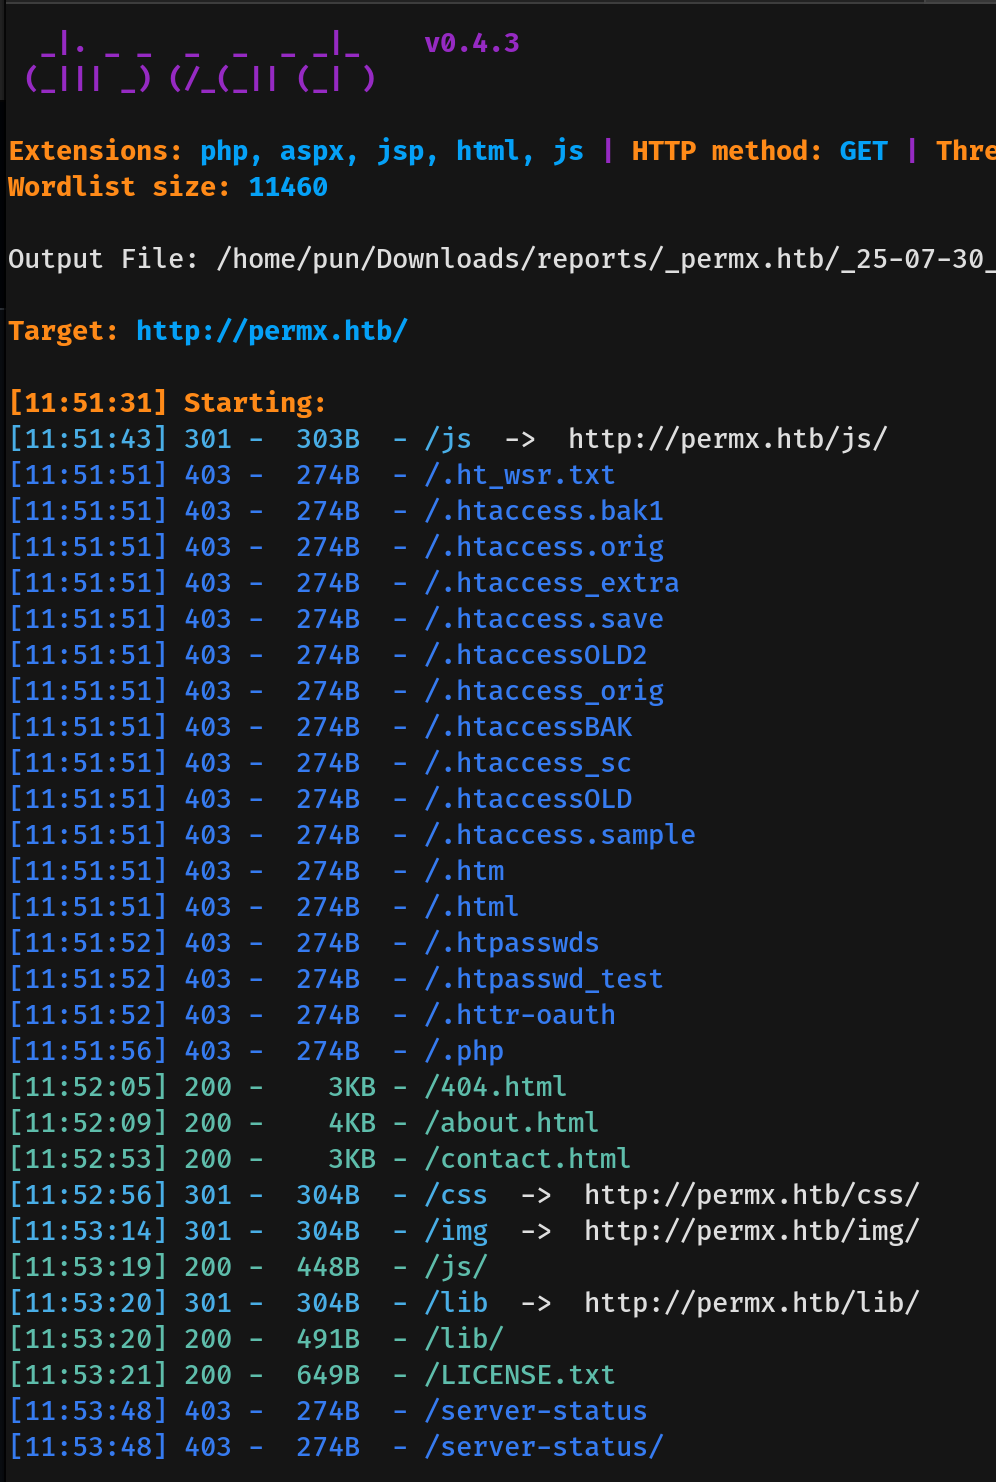 _|. _ _  _  _  _ _|_    v0.4.3
(_||| _) (/_(_|| (_| )
Extensions: php, aspx, jsp, html, js | HTTP method: GET | Thre
Wordlist size: 11460
Output File: /home/pun/Downloads/reports/_permx.htb/_25-07-30_
Target: http://permx.htb/
[11:51:31] Starting:
[11:51:43] 301 -  303B  - /js  ->  http://permx.htb/js/
[11:51:51] 403 -  274B  - /.ht_wsr.txt
[11:51:51] 403 -  274B  - /.htaccess.bak1
[11:51:51] 403 -  274B  - /.htaccess.orig
[11:51:51] 403 -  274B  - /.htaccess_extra
[11:51:51] 403 -  274B  - /.htaccess.save
[11:51:51] 403 -  274B  - /.htaccessOLD2
[11:51:51] 403 -  274B  - /.htaccess_orig
[11:51:51] 403 -  274B  - /.htaccessBAK
[11:51:51] 403 -  274B  - /.htaccess_sc
[11:51:51] 403 -  274B  - /.htaccessOLD
[11:51:51] 403 -  274B  - /.htaccess.sample
[11:51:51] 403 -  274B  - /.htm
[11:51:51] 403 -  274B  - /.html
[11:51:52] 403 -  274B  - /.htpasswds
[11:51:52] 403 -  274B  - /.htpasswd_test
[11:51:52] 403 -  274B  - /.httr-oauth
[11:51:56] 403 -  274B  - /.php
[11:52:05] 200 -    3KB - /404.html
[11:52:09] 200 -    4KB - /about.html
[11:52:53] 200 -    3KB - /contact.html
[11:52:56] 301 -  304B  - /css  ->  http://permx.htb/css/
[11:53:14] 301 -  304B  - /img  ->  http://permx.htb/img/
[11:53:19] 200 -  448B  - /js/
[11:53:20] 301 -  304B  - /lib  ->  http://permx.htb/lib/
[11:53:20] 200 -  491B  - /lib/
[11:53:21] 200 -  649B  - /LICENSE.txt
[11:53:48] 403 -  274B  - /server-status
[11:53:48] 403 -  274B  - /server-status/